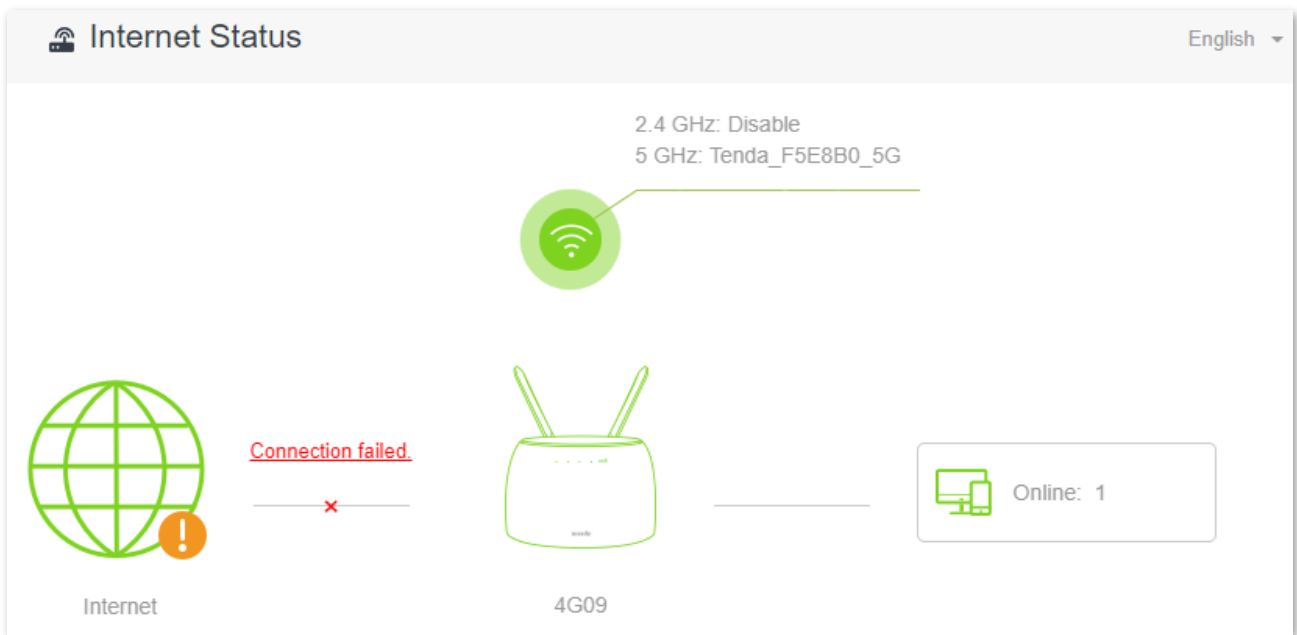 Internet Status
English
2.4 GHz: Disable
5 GHz: Tenda_F5E8B0_5G
Connection failed.
Online: 1
Internet
4G09